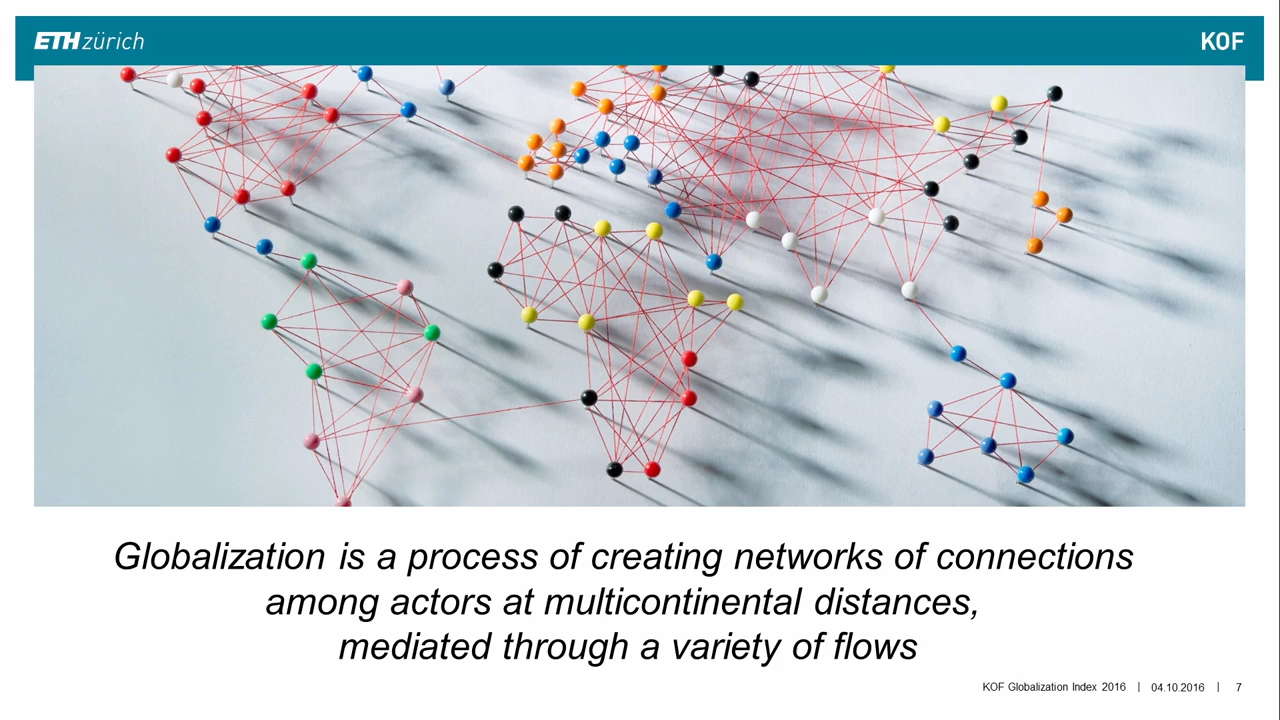 ETH zürich
KOF
Globalization is a process of creating networks of connections
among actors at multicontinental distances,
mediated through a variety of flows
KOF Globalization Index 2016 | 04.10.2016 | 7